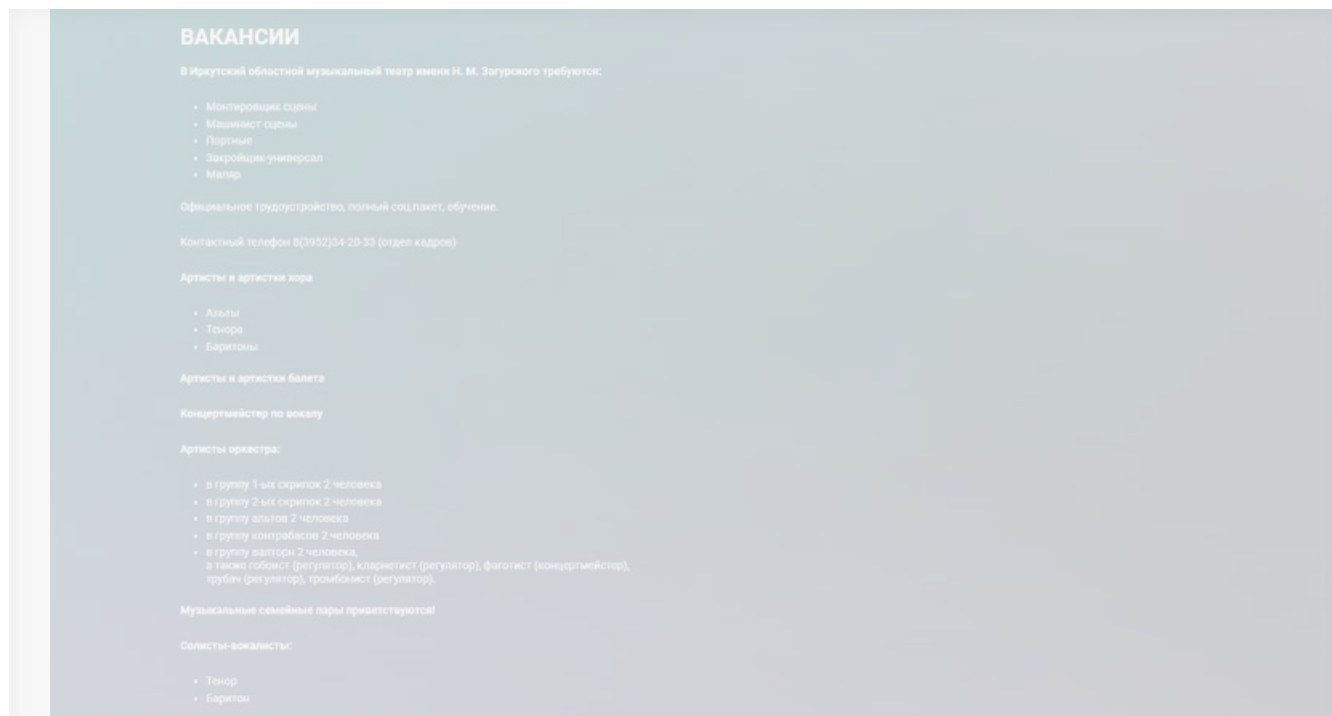 ВАКАНСИИ
В Иркутский областной музыкальный театр имени Н. М. Загурского требуются:
• Монтировщик сцены
• Машинист сцены
• Портные
• Закройщик-универсал
• Маляр
Официальное трудоустройство, полный соц.пакет, обучение.
Контактный телефон 8(3952)34-20-33 (отдел кадров)
Артисты и артистки хора
• Альты
• Тенора
• Баритоны
Артисты и артистки балета
Концертмейстер по вокалу
Артисты оркестра:
• в группу 1-ых скрипок 2 человека
• в группу 2-ых скрипок 2 человека
• в группу альтов 2 человека
• в группу контрабасов 2 человека
• в группу валторн 2 человека,
а также гобоист (регулятор), кларнетист (регулятор), фаготист (концертмейстер),
трубач (регулятор), тромбонист (регулятор).
Музыкальные семейные пары приветствуются!
Солисты-вокалисты:
• Тенор
• Баритон